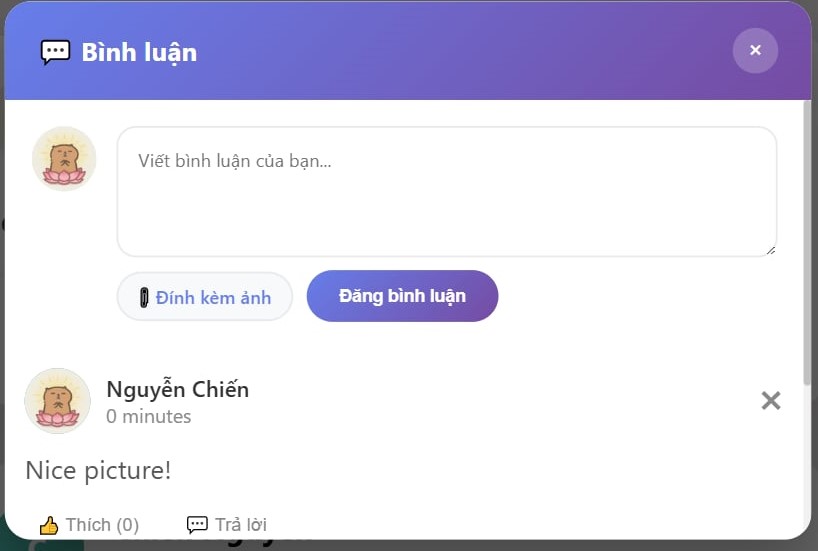 Bình luận
Viết bình luận của bạn...
Đính kèm ảnh
Đăng bình luận
Nguyễn Chiến
0 minutes
Nice picture!
Thích (0)
Trả lời